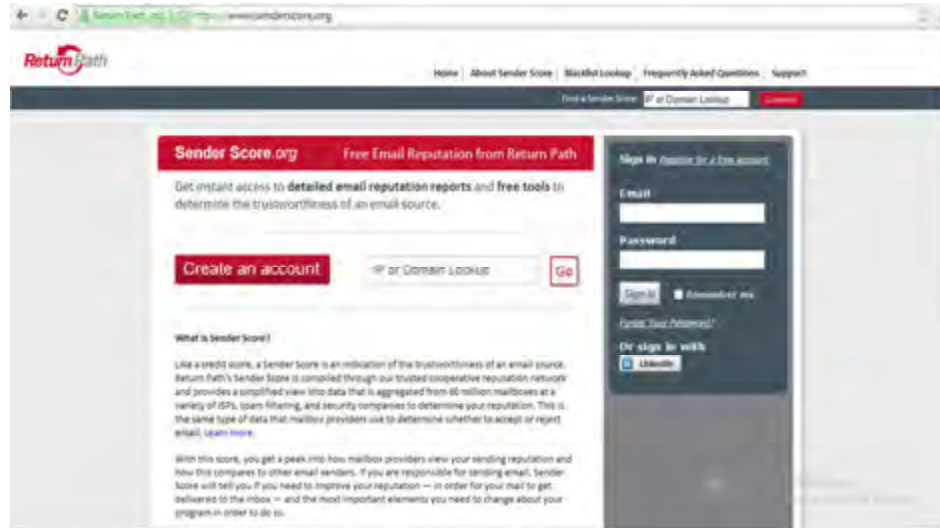 www.senderscore.org
ReturnPath
Home About Sender Score Blacklist Lookup Frequently Asked Questions Support
Find a Sender Score IP or Domain Lookup
Sender Score.org Free Email Reputation from Return Path
Get instant access to detailed email reputation reports and free tools to
determine the trustworthiness of an email source.
Create an account IP or Domain Lookup Go
What is Sender Score?
Like a credit score, a Sender Score is an indication of the trustworthiness of an email source.
Return Path's Sender Score is compiled through our trusted cooperative reputation network
and provides a simplified view into data that is aggregated from 60 million mailboxes at a
variety of ISPs, spam filtering, and security companies to determine your reputation. This is
the same type of data that mailbox providers use to determine whether to accept or reject
email. Learn more.
With this score, you get a peek into how mailbox providers view your sending reputation and
how this compares to other email senders. If you are responsible for sending email, Sender
Score will tell you if you need to improve your reputation — in order for your mail to get
delivered to the inbox — and the most important elements you need to change about your
program in order to do so.
Sign in Register for a free account
Email
Password
Sign in Remember me
Forgot Your Password?
Or sign in with
LinkedIn